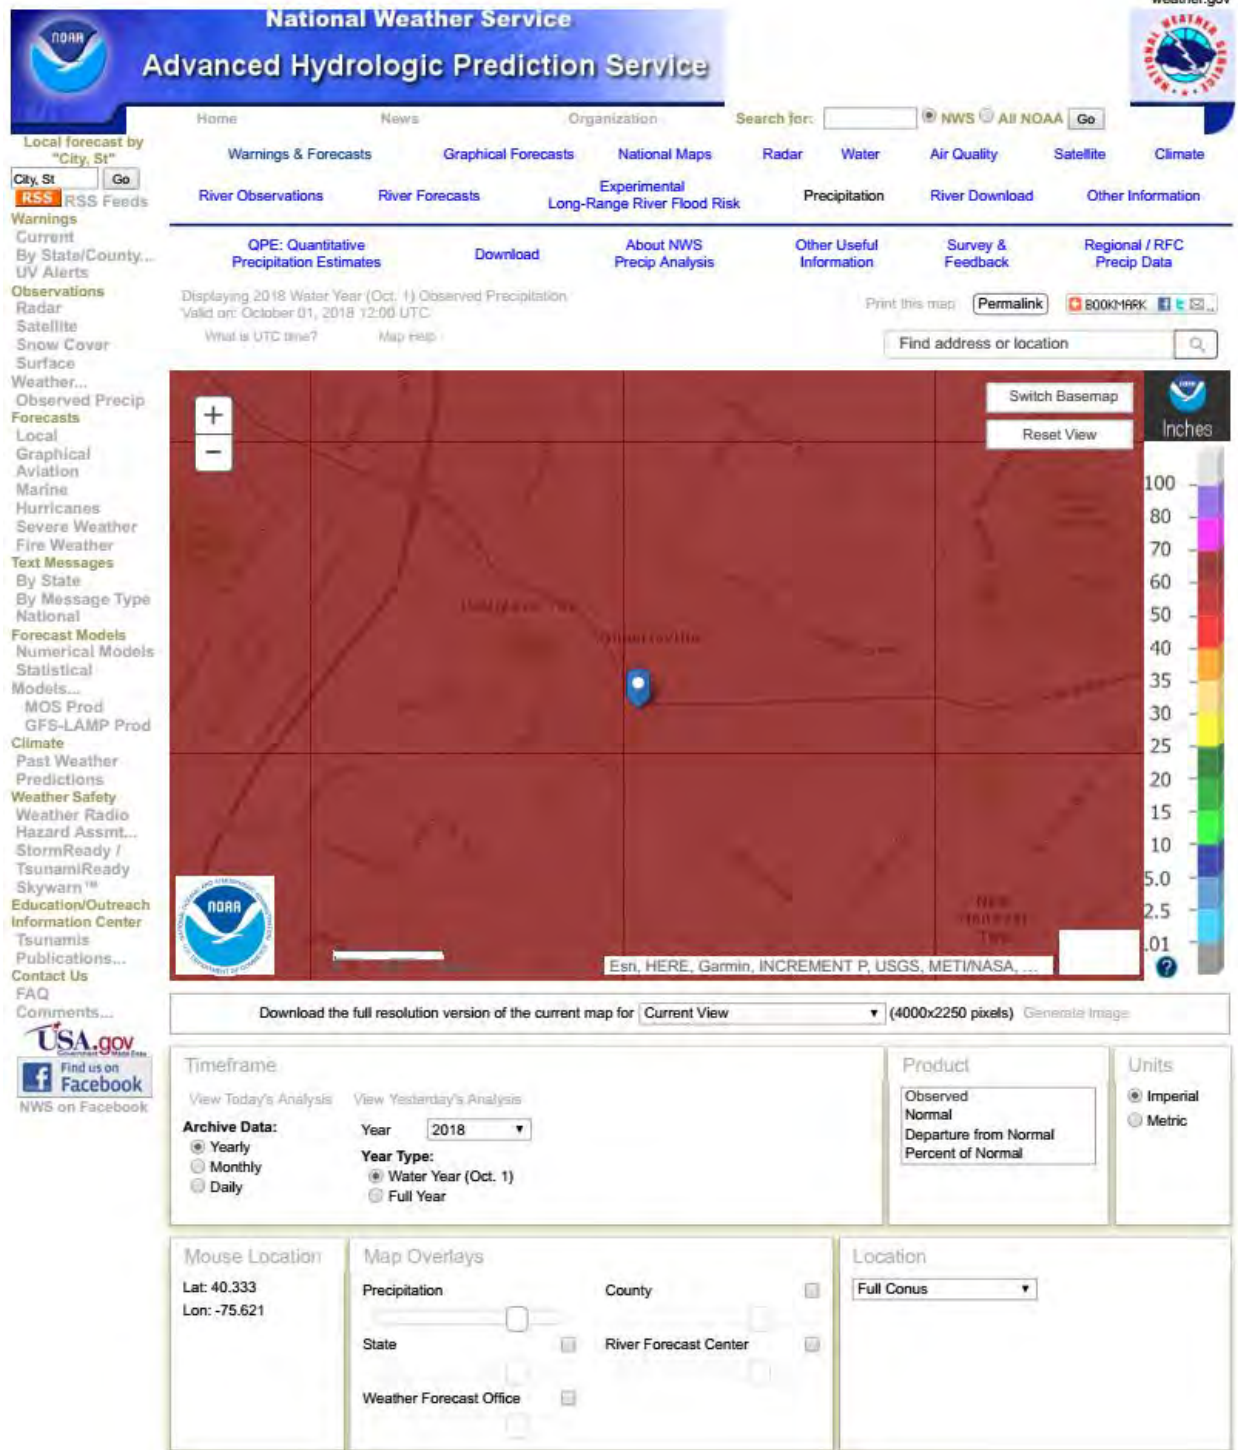 weather.gov
National Weather Service
Advanced Hydrologic Prediction Service
NOAA
NATIONAL WEATHER SERVICE
Home News Organization Search for: NWS All NOAA Go
Local forecast by
"City, St"
City, St Go
RSS RSS Feeds
Warnings
Current
By State/County...
UV Alerts
Observations
Radar
Satellite
Snow Cover
Surface
Weather...
Observed Precip
Forecasts
Local
Graphical
Aviation
Marine
Hurricanes
Severe Weather
Fire Weather
Text Messages
By State
By Message Type
National
Forecast Models
Numerical Models
Statistical
Models...
MOS Prod
GFS-LAMP Prod
Climate
Past Weather
Predictions
Weather Safety
Weather Radio
Hazard Assmt...
StormReady /
TsunamiReady
Skywarn™
Education/Outreach
Information Center
Tsunamis
Publications...
Contact Us
FAQ
Comments...
USA.gov
Find us on
Facebook
NWS on Facebook
Warnings & Forecasts Graphical Forecasts National Maps Radar Water Air Quality Satellite Climate
River Observations River Forecasts Experimental
Long-Range River Flood Risk Precipitation River Download Other Information
QPE: Quantitative
Precipitation Estimates
Download
About NWS
Precip Analysis
Other Useful
Information
Survey &
Feedback
Regional / RFC
Precip Data
Displaying 2018 Water Year (Oct. 1) Observed Precipitation
Valid on: October 01, 2018 12:00 UTC
What is UTC time? Map Help
Print this map Permalink BOOKMARK
Find address or location
+
−
Switch Basemap
Reset View
NOAA
Inches
100
80
70
60
50
40
35
30
25
20
15
10
5.0
2.5
.01
?
Gilbertsville
New
Hanover
Twp
NOAA
Esri, HERE, Garmin, INCREMENT P, USGS, METI/NASA, ...
Download the full resolution version of the current map for Current View (4000x2250 pixels) Generate Image
Timeframe
View Today's Analysis View Yesterday's Analysis
Archive Data:
Yearly
Monthly
Daily
Year 2018
Year Type:
Water Year (Oct. 1)
Full Year
Product
Observed
Normal
Departure from Normal
Percent of Normal
Units
Imperial
Metric
Mouse Location
Lat: 40.333
Lon: -75.621
Map Overlays
Precipitation County
State River Forecast Center
Weather Forecast Office
Location
Full Conus